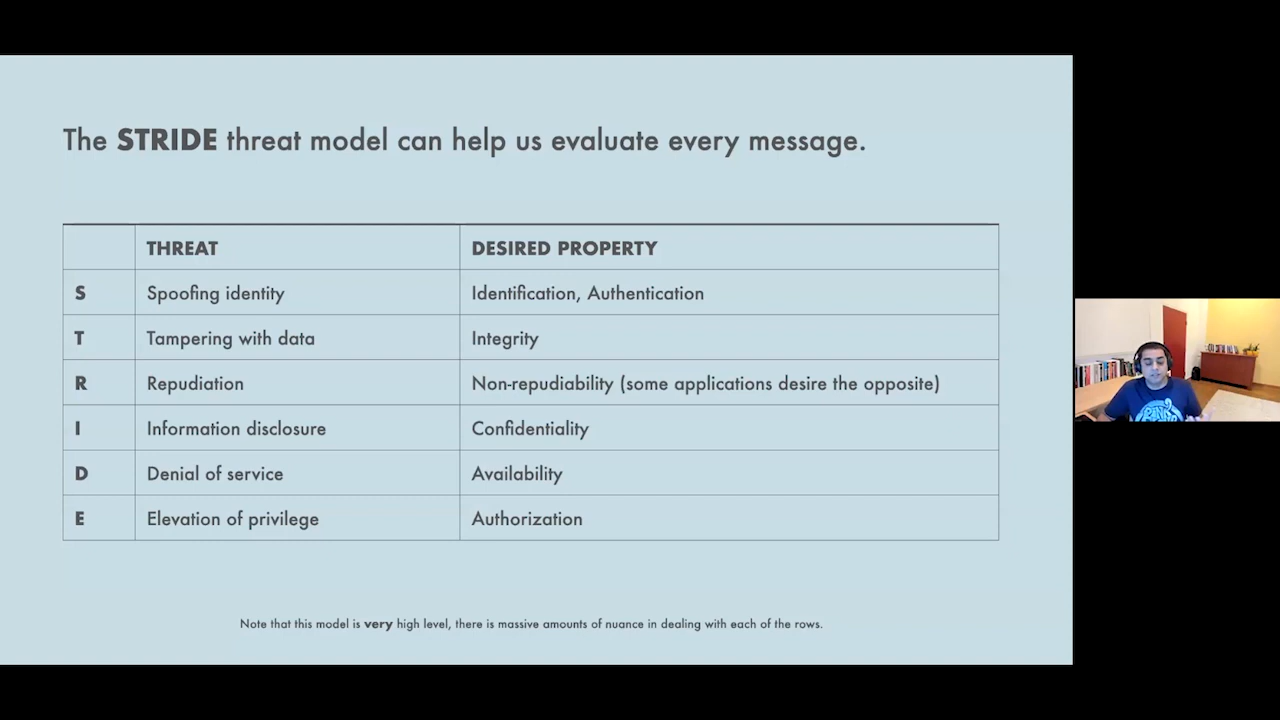 The STRIDE threat model can help us evaluate every message.
THREAT DESIRED PROPERTY
S Spoofing identity Identification, Authentication
T Tampering with data Integrity
R Repudiation Non-repudiability (some applications desire the opposite)
I Information disclosure Confidentiality
D Denial of service Availability
E Elevation of privilege Authorization
Note that this model is very high level, there is massive amounts of nuance in dealing with each of the rows.